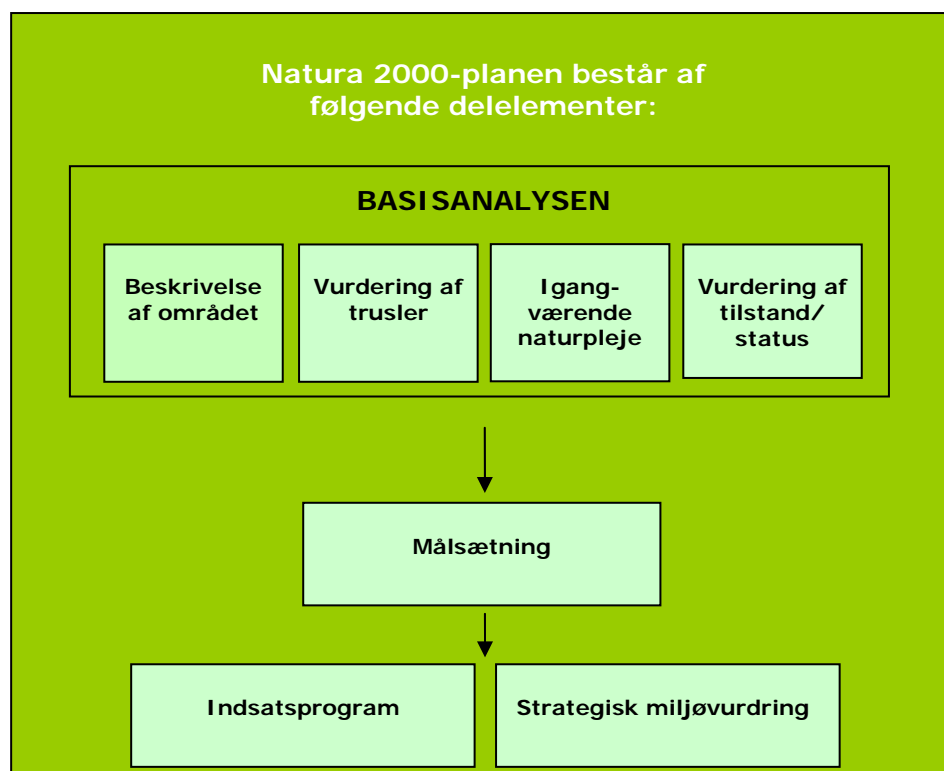 Natura 2000-planen består af
følgende delelementer:
BASISANALYSEN
Beskrivelse
af området
Vurdering af
trusler
Igang-
værende
naturpleje
Vurdering af
tilstand/
status
Målsætning
Indsatsprogram
Strategisk miljøvurdring